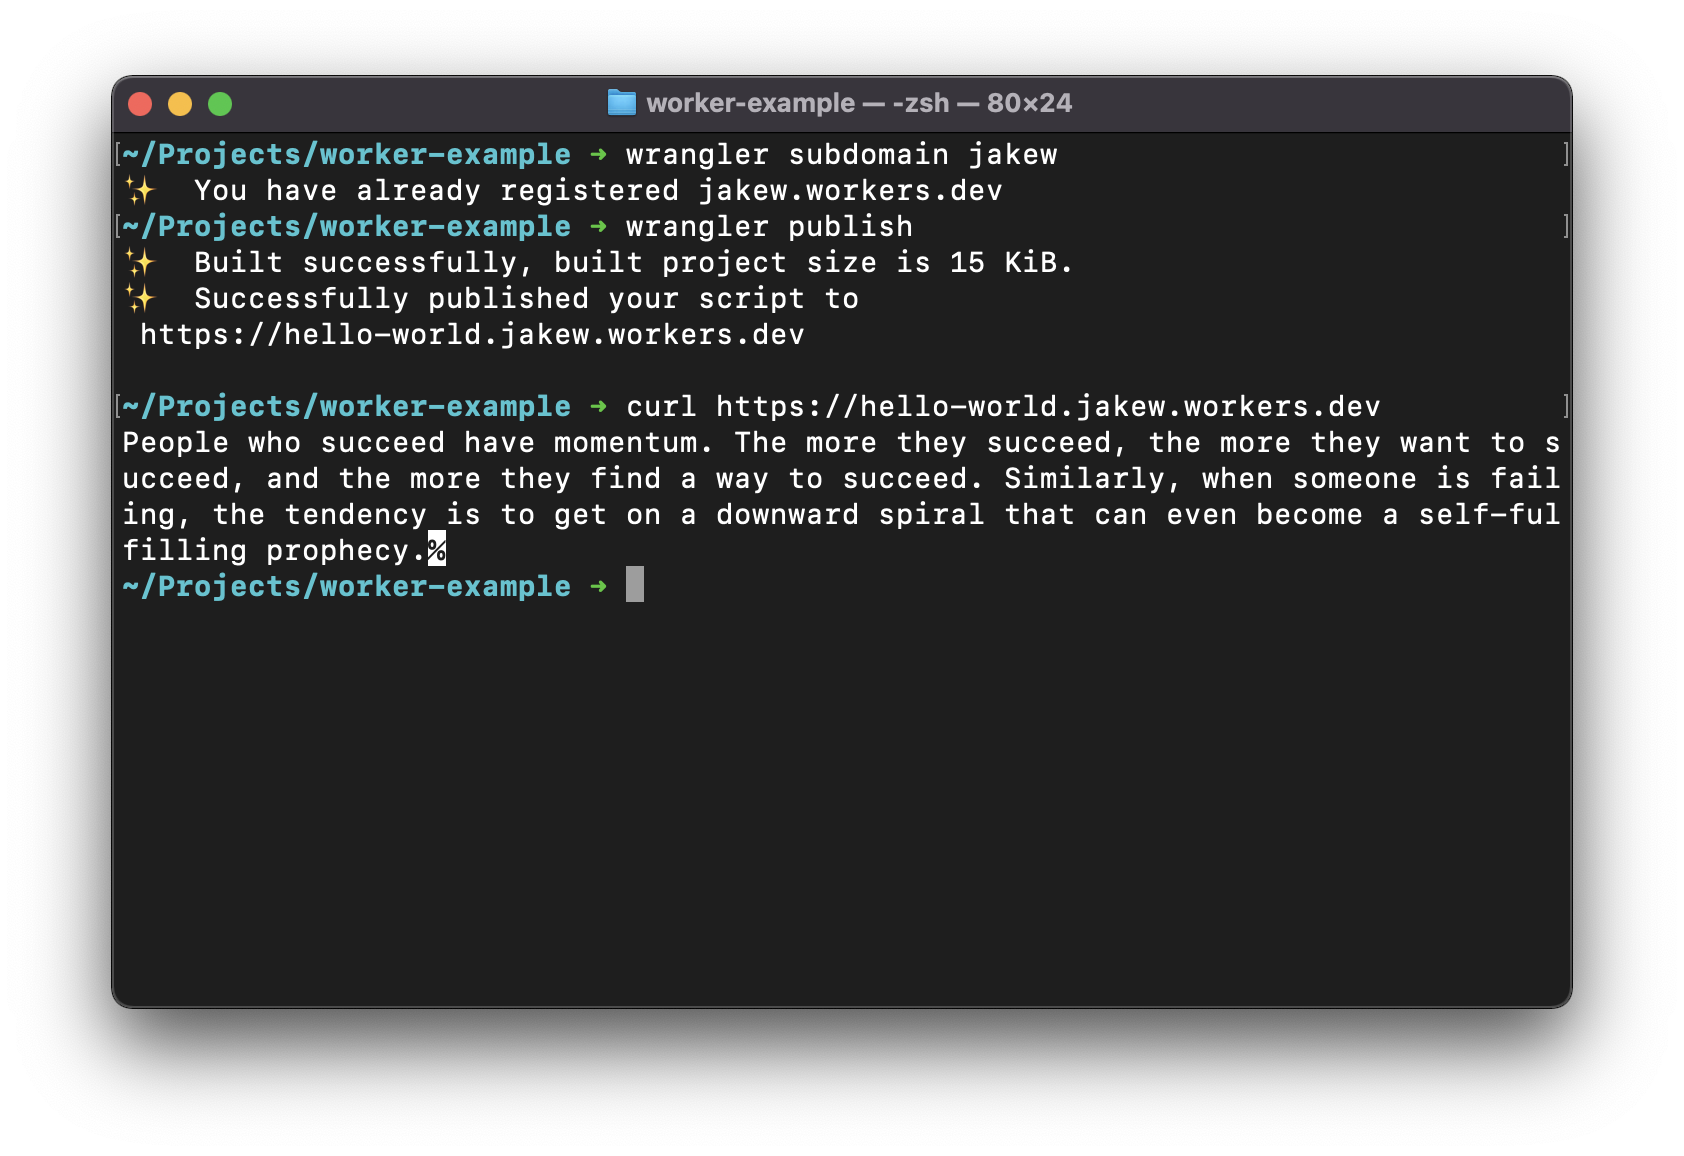 worker-example — -zsh — 80×24
[~/Projects/worker-example ➜ wrangler subdomain jakew ]
✨  You have already registered jakew.workers.dev
[~/Projects/worker-example ➜ wrangler publish ]
✨  Built successfully, built project size is 15 KiB.
✨  Successfully published your script to
 https://hello-world.jakew.workers.dev
[~/Projects/worker-example ➜ curl https://hello-world.jakew.workers.dev ]
People who succeed have momentum. The more they succeed, the more they want to s
ucceed, and the more they find a way to succeed. Similarly, when someone is fail
ing, the tendency is to get on a downward spiral that can even become a self-ful
filling prophecy.%
~/Projects/worker-example ➜